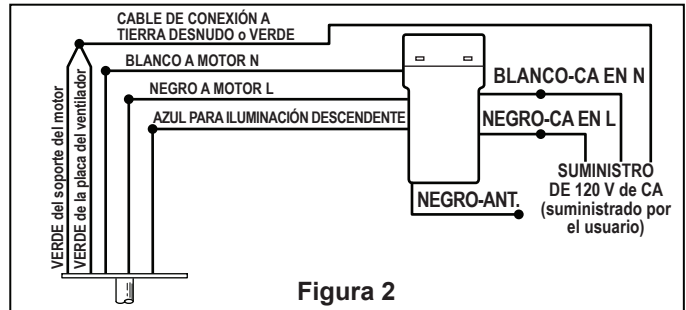 CABLE DE CONEXIÓN A
TIERRA DESNUDO o VERDE
BLANCO A MOTOR N
NEGRO A MOTOR L
AZUL PARA ILUMINACIÓN DESCENDENTE
VERDE del soporte del motor
VERDE de la placa del ventilador
BLANCO-CA EN N
NEGRO-CA EN L
NEGRO-ANT.
SUMINISTRO
DE 120 V de CA
(suministrado por
el usuario)
Figura 2